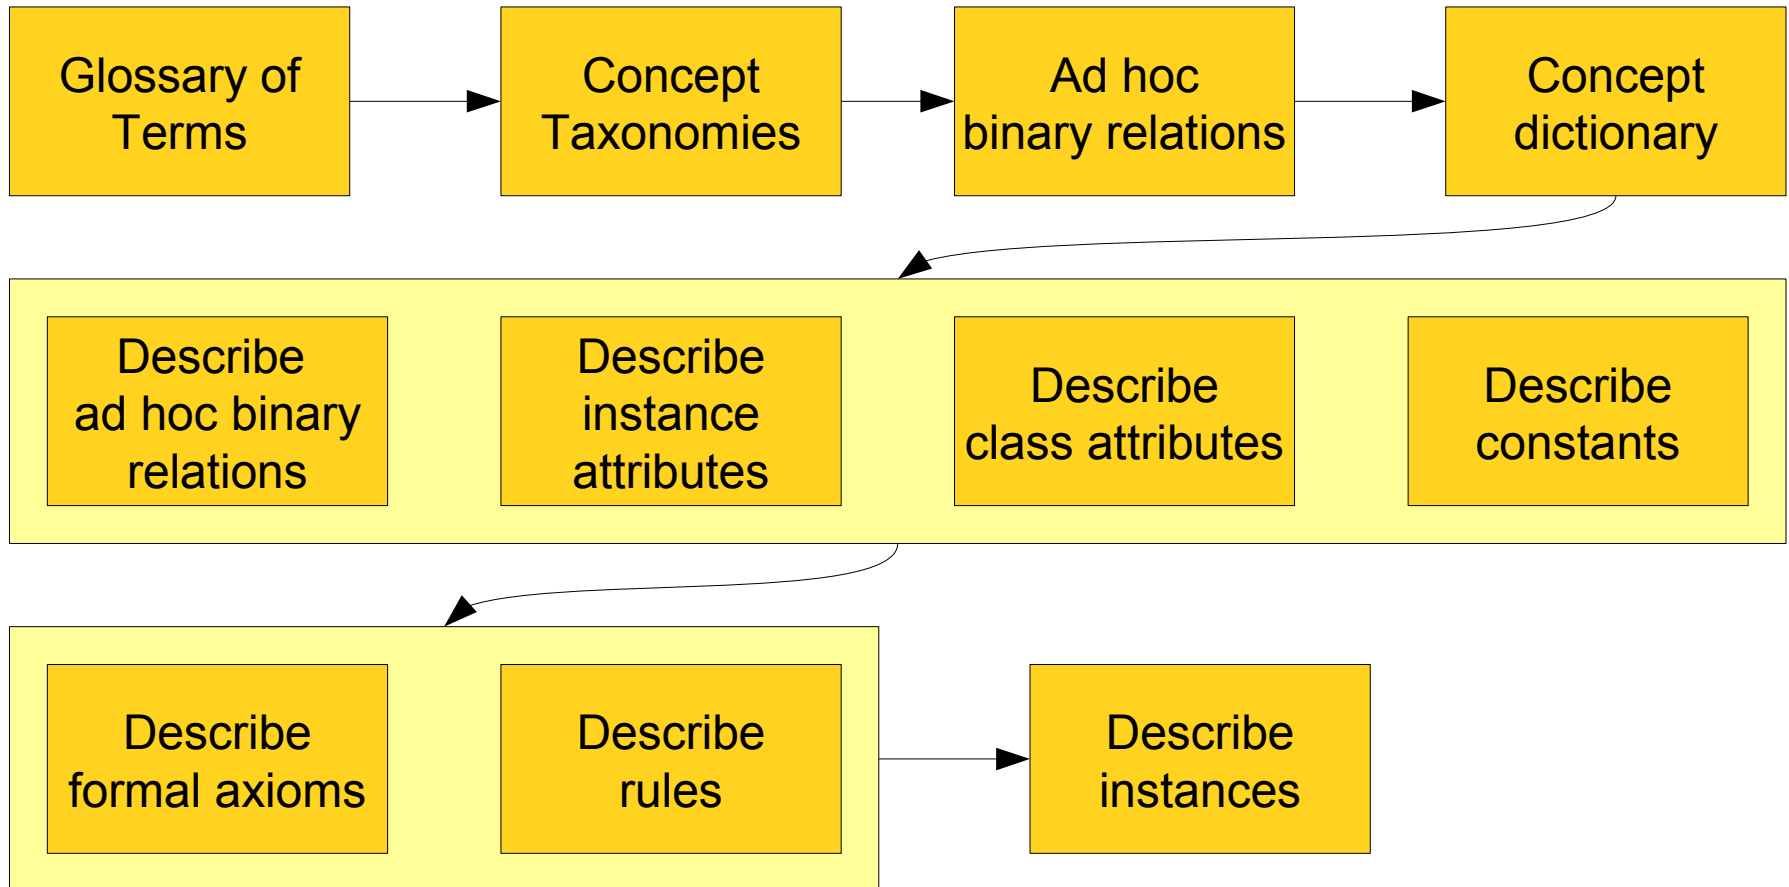 Glossary of
Terms
Concept
Taxonomies
Ad hoc
binary relations
Concept
dictionary
Describe
ad hoc binary
relations
Describe
instance
attributes
Describe
class attributes
Describe
constants
Describe
formal axioms
Describe
rules
Describe
instances